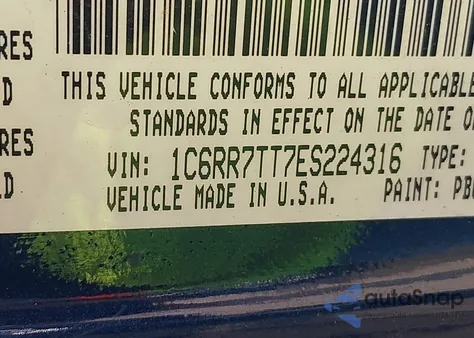 RES
D
THIS VEHICLE CONFORMS TO ALL APPLICABLE
STANDARDS IN EFFECT ON THE DATE O
RES
LD
VIN: 1C6RR7TT7ES224316 TYPE:
VEHICLE MADE IN U.S.A. PAINT: PB
autoSnap